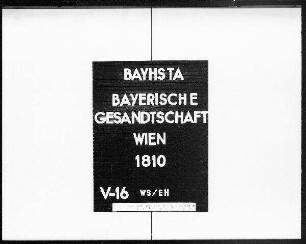 BAYHSTA
BAYERISCHE
GESANDTSCHAFT
WIEN
1810
V-16 WS/EH